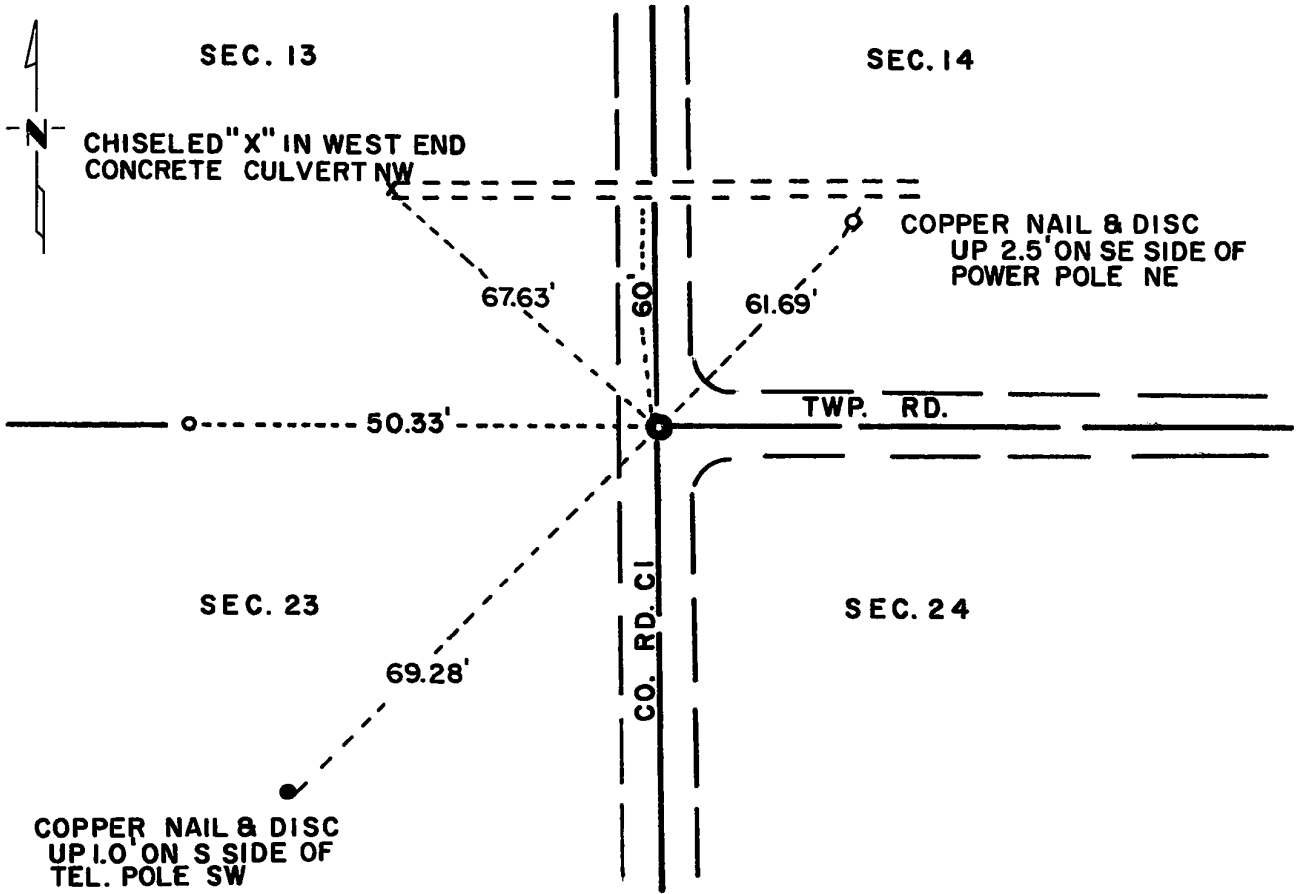 SEC. 13
SEC. 14
N
CHISELED "X" IN WEST END
CONCRETE CULVERT NW
X
COPPER NAIL & DISC
UP 2.5' ON SE SIDE OF
POWER POLE NE
67.63'
60'
61.69'
TWP. RD.
50.33'
SEC. 23
CO. RD. C1
SEC. 24
69.28'
COPPER NAIL & DISC
UP 1.0' ON S SIDE OF
TEL. POLE SW